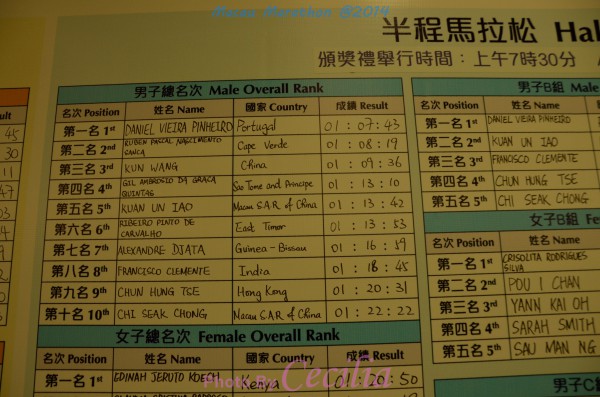 Macau Marathon @2014
半程馬拉松 Hal
頒獎禮舉行時間：上午7時30分
男子總名次 Male Overall Rank
名次 Position 姓名 Name 國家 Country 成績 Result
第一名 1st DANIEL VIEIRA PINHEIRO Portugal 01 : 07 : 43
第二名 2nd RUBEN PASCAL NASCIMENTO SANCA Cape Verde 01 : 08 : 19
第三名 3rd KUN WANG China 01 : 09 : 36
第四名 4th GIL AMBROSIO DA GRACA QUINTAS Sao Tome and Principe 01 : 13 : 10
第五名 5th KUAN UN IAO Macau S.A.R of China 01 : 13 : 42
第六名 6th RIBEIRO PINTO DE CARVALHO East Timor 01 : 13 : 53
第七名 7th ALEXANDRE DJATA Guinea-Bissau 01 : 16 : 19
第八名 8th FRANCISCO CLEMENTE India 01 : 18 : 45
第九名 9th CHUN HUNG TSE Hong Kong 01 : 20 : 31
第十名 10th CHI SEAK CHONG Macau S.A.R of China 01 : 22 : 22
女子總名次 Female Overall Rank
名次 Position 姓名 Name 國家 Country 成績 Result
第一名 1st EDINAH JERUTO KOECH Kenya 01 : 20 : 50
男子B組 Male
名次 Position 姓名 Name
第一名 1st DANIEL VIEIRA PINHEIRO
第二名 2nd KUAN UN IAO
第三名 3rd FRANCISCO CLEMENTE
第四名 4th CHUN HUNG TSE
第五名 5th CHI SEAK CHONG
女子B組 Fema
名次 Position 姓名 Name
第一名 1st CRISOLITA RODRIGUES SILVA
第二名 2nd POU I CHAN
第三名 3rd YANN KAI OH
第四名 4th SARAH SMITH
第五名 5th SAU MAN NG
男子C組
Photo By Cecilia